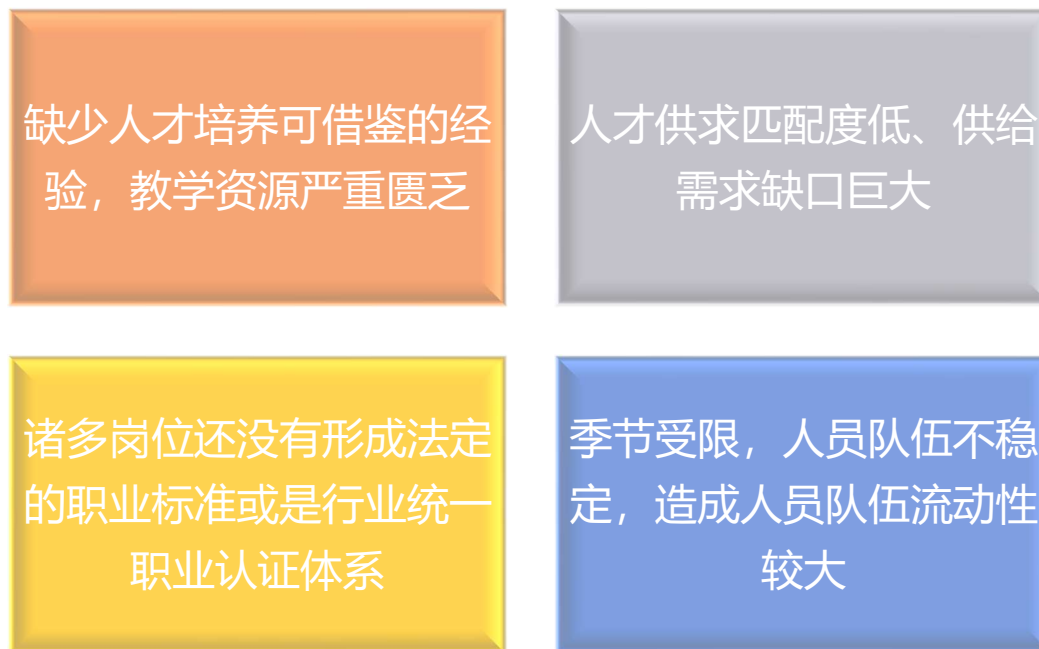 缺少人才培养可借鉴的经
验，教学资源严重匮乏
人才供求匹配度低、供给
需求缺口巨大
诸多岗位还没有形成法定
的职业标准或是行业统一
职业认证体系
季节受限，人员队伍不稳
定，造成人员队伍流动性
较大